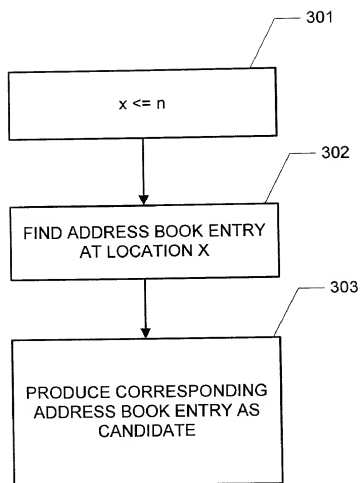 301
x <= n
302
FIND ADDRESS BOOK ENTRY
AT LOCATION X
303
PRODUCE CORRESPONDING
ADDRESS BOOK ENTRY AS
CANDIDATE